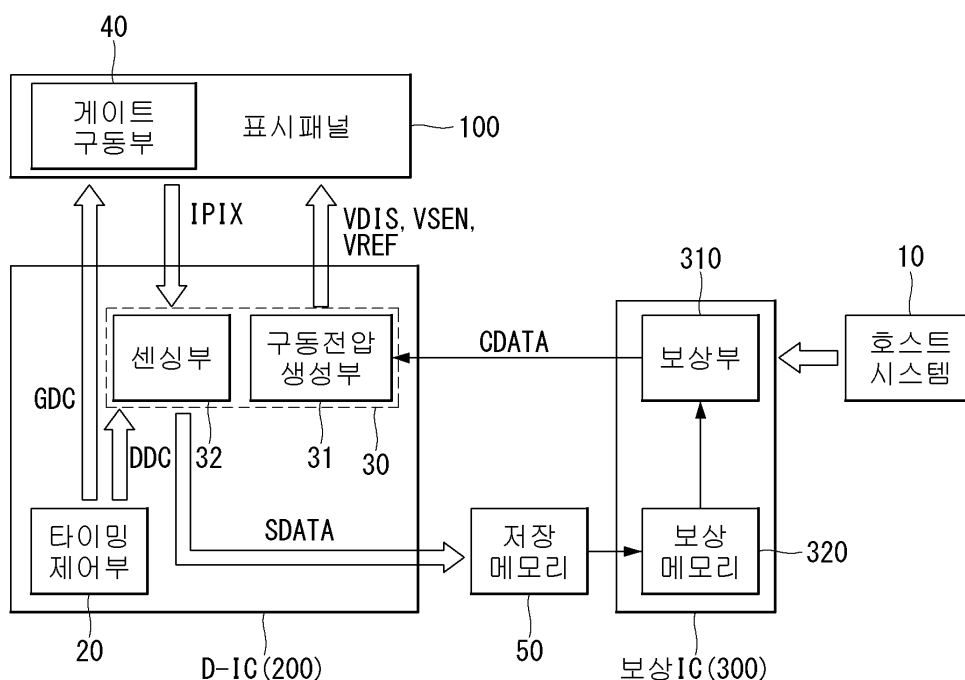 40
게이트
구동부
표시패널
100
IPIX
VDIS, VSEN,
VREF
310
10
센싱부
구동전압
생성부
CDATA
보상부
호스트
시스템
GDC
DDC
32
31
30
SDATA
타이밍
제어부
저장
메모리
보상
메모리
320
20
D-IC(200)
50
보상IC(300)